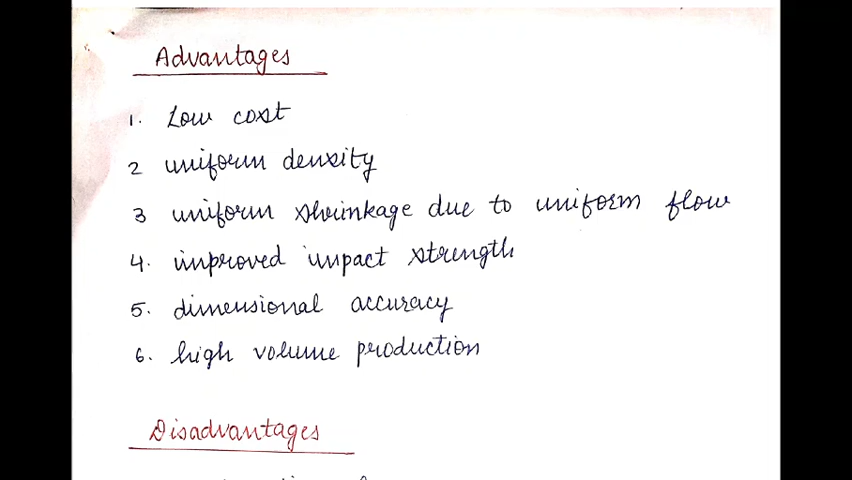 Advantages
1. Low cost
2 uniform density
3 uniform shrinkage due to uniform flow
4. improved impact strength
5. dimensional accuracy
6. high volume production
Disadvantages